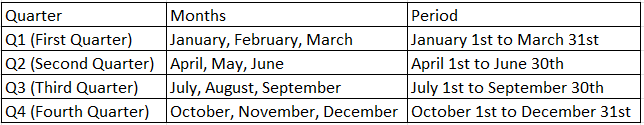 Quarter Months Period
Q1 (First Quarter) January, February, March January 1st to March 31st
Q2 (Second Quarter) April, May, June April 1st to June 30th
Q3 (Third Quarter) July, August, September July 1st to September 30th
Q4 (Fourth Quarter) October, November, December October 1st to December 31st